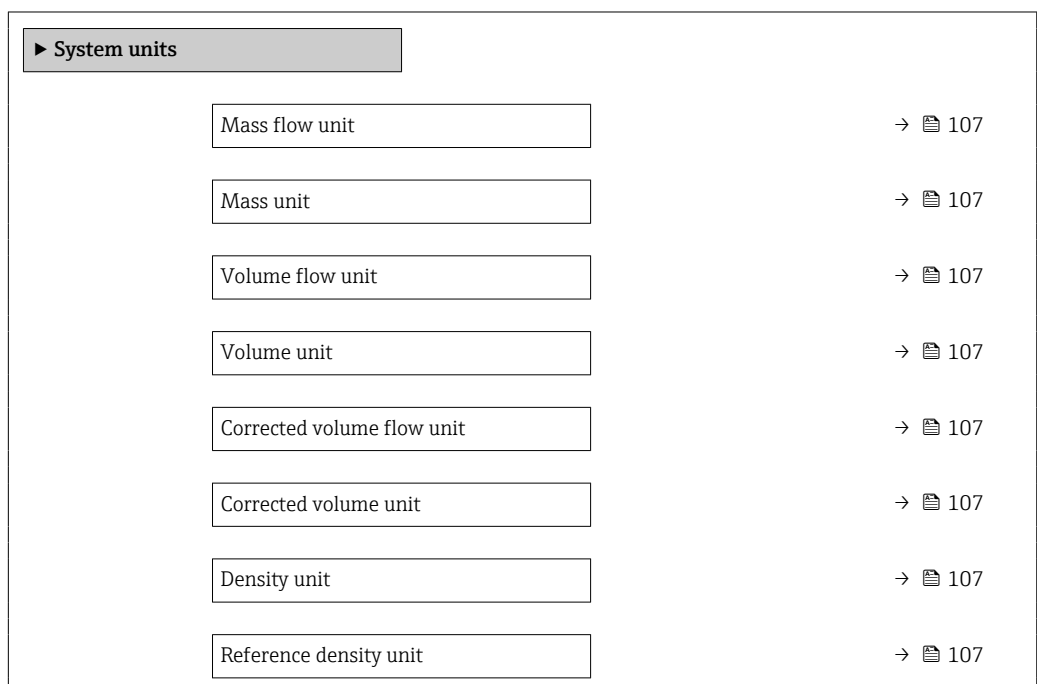 ▶ System units
Mass flow unit → 107
Mass unit → 107
Volume flow unit → 107
Volume unit → 107
Corrected volume flow unit → 107
Corrected volume unit → 107
Density unit → 107
Reference density unit → 107